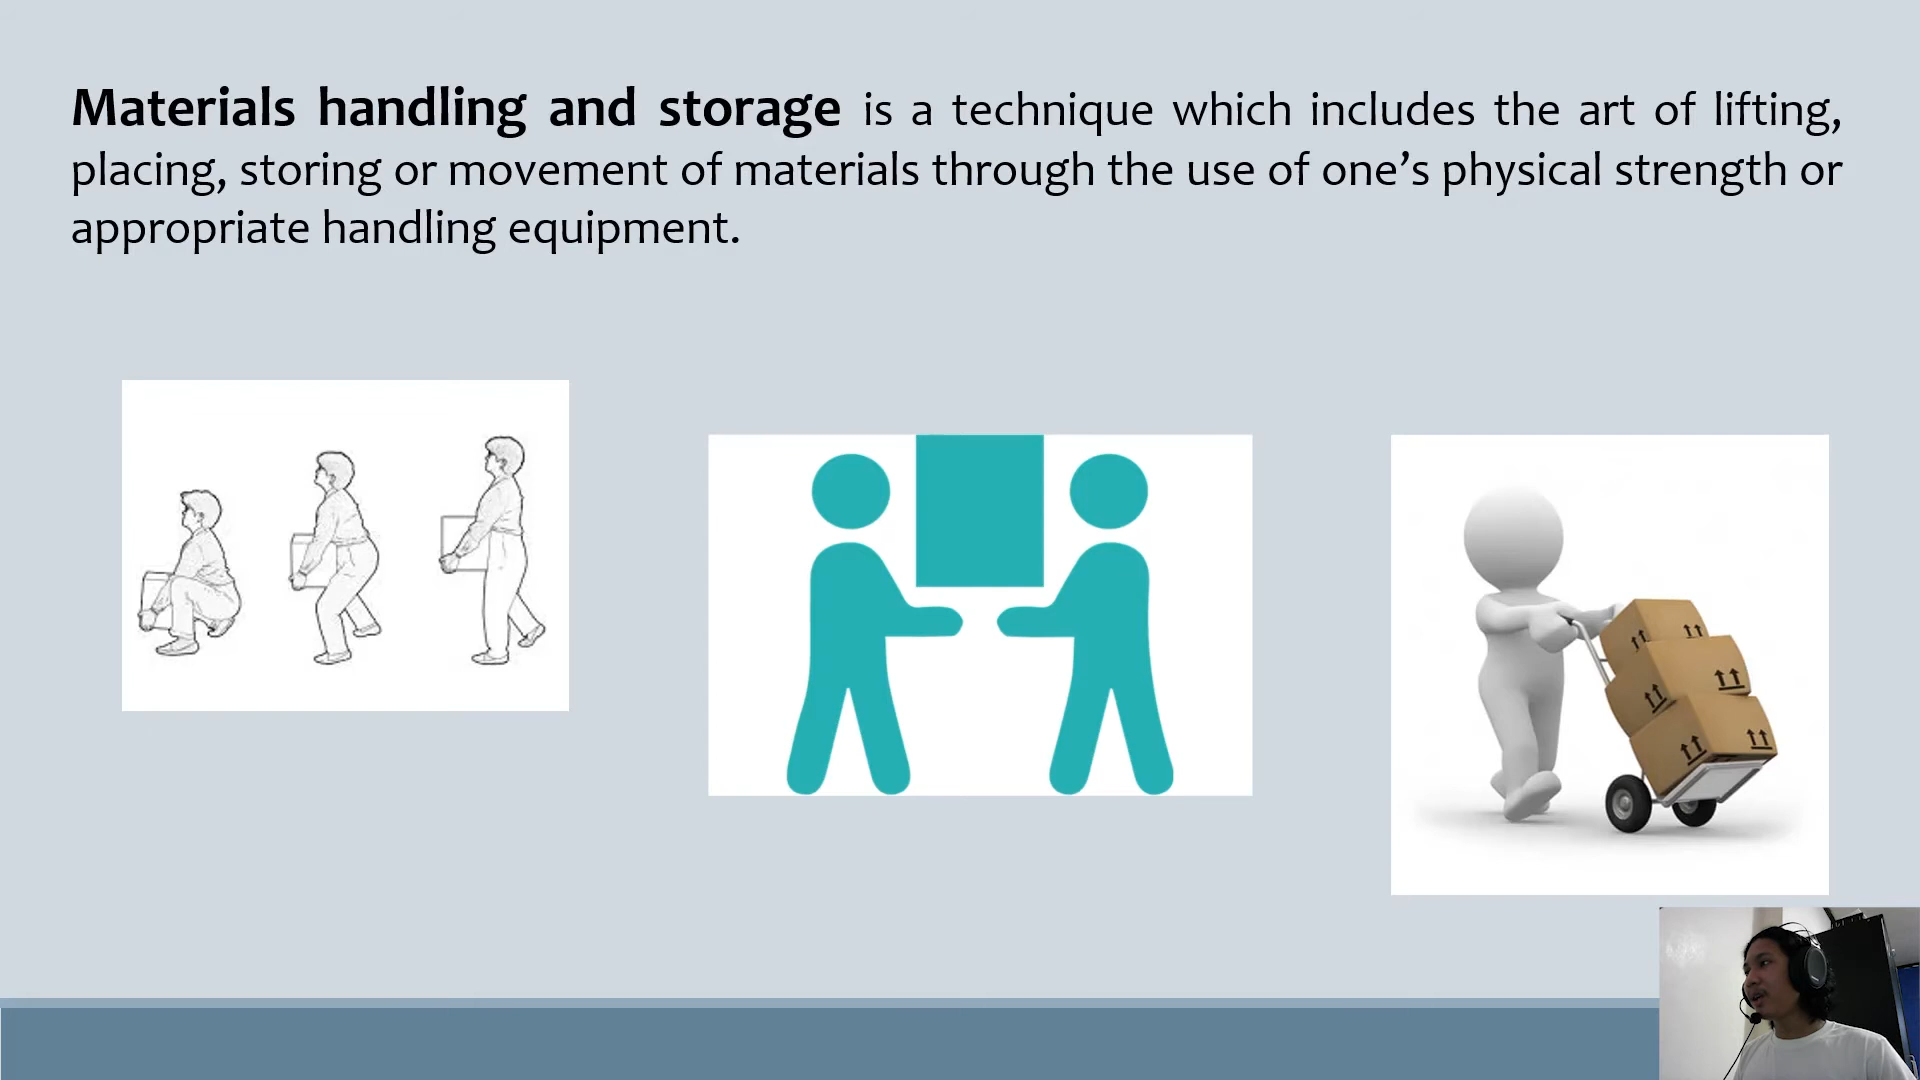 Materials handling and storage is a technique which includes the art of lifting,
placing, storing or movement of materials through the use of one’s physical strength or
appropriate handling equipment.